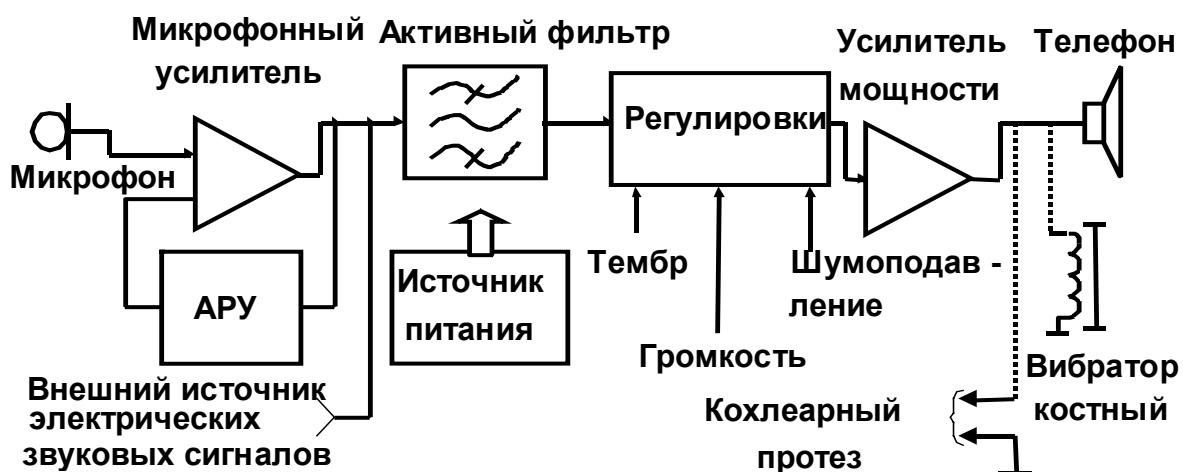 Микрофонный
усилитель
Активный фильтр
Усилитель
мощности
Телефон
Микрофон
Регулировки
АРУ
Источник
питания
Тембр
Шумоподав -
ление
Громкость
Внешний источник
электрических
звуковых сигналов
Вибратор
костный
Кохлеарный
протез